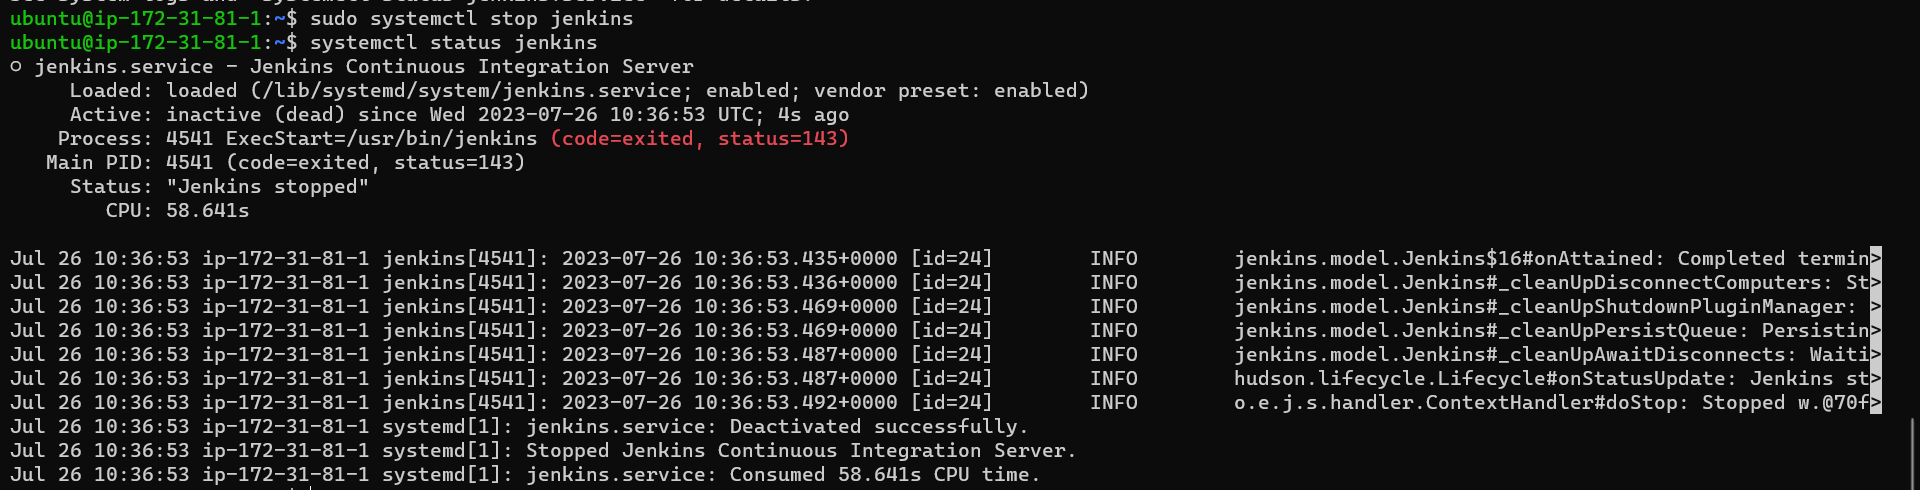 ubuntu@ip-172-31-81-1:~$ sudo systemctl stop jenkins
ubuntu@ip-172-31-81-1:~$ systemctl status jenkins
○ jenkins.service - Jenkins Continuous Integration Server
     Loaded: loaded (/lib/systemd/system/jenkins.service; enabled; vendor preset: enabled)
     Active: inactive (dead) since Wed 2023-07-26 10:36:53 UTC; 4s ago
    Process: 4541 ExecStart=/usr/bin/jenkins (code=exited, status=143)
   Main PID: 4541 (code=exited, status=143)
     Status: "Jenkins stopped"
        CPU: 58.641s

Jul 26 10:36:53 ip-172-31-81-1 jenkins[4541]: 2023-07-26 10:36:53.435+0000 [id=24]        INFO        jenkins.model.Jenkins$16#onAttained: Completed termin>
Jul 26 10:36:53 ip-172-31-81-1 jenkins[4541]: 2023-07-26 10:36:53.436+0000 [id=24]        INFO        jenkins.model.Jenkins#_cleanUpDisconnectComputers: St>
Jul 26 10:36:53 ip-172-31-81-1 jenkins[4541]: 2023-07-26 10:36:53.469+0000 [id=24]        INFO        jenkins.model.Jenkins#_cleanUpShutdownPluginManager: >
Jul 26 10:36:53 ip-172-31-81-1 jenkins[4541]: 2023-07-26 10:36:53.469+0000 [id=24]        INFO        jenkins.model.Jenkins#_cleanUpPersistQueue: Persistin>
Jul 26 10:36:53 ip-172-31-81-1 jenkins[4541]: 2023-07-26 10:36:53.487+0000 [id=24]        INFO        jenkins.model.Jenkins#_cleanUpAwaitDisconnects: Waiti>
Jul 26 10:36:53 ip-172-31-81-1 jenkins[4541]: 2023-07-26 10:36:53.487+0000 [id=24]        INFO        hudson.lifecycle.Lifecycle#onStatusUpdate: Jenkins st>
Jul 26 10:36:53 ip-172-31-81-1 jenkins[4541]: 2023-07-26 10:36:53.492+0000 [id=24]        INFO        o.e.j.s.handler.ContextHandler#doStop: Stopped w.@70f>
Jul 26 10:36:53 ip-172-31-81-1 systemd[1]: jenkins.service: Deactivated successfully.
Jul 26 10:36:53 ip-172-31-81-1 systemd[1]: Stopped Jenkins Continuous Integration Server.
Jul 26 10:36:53 ip-172-31-81-1 systemd[1]: jenkins.service: Consumed 58.641s CPU time.